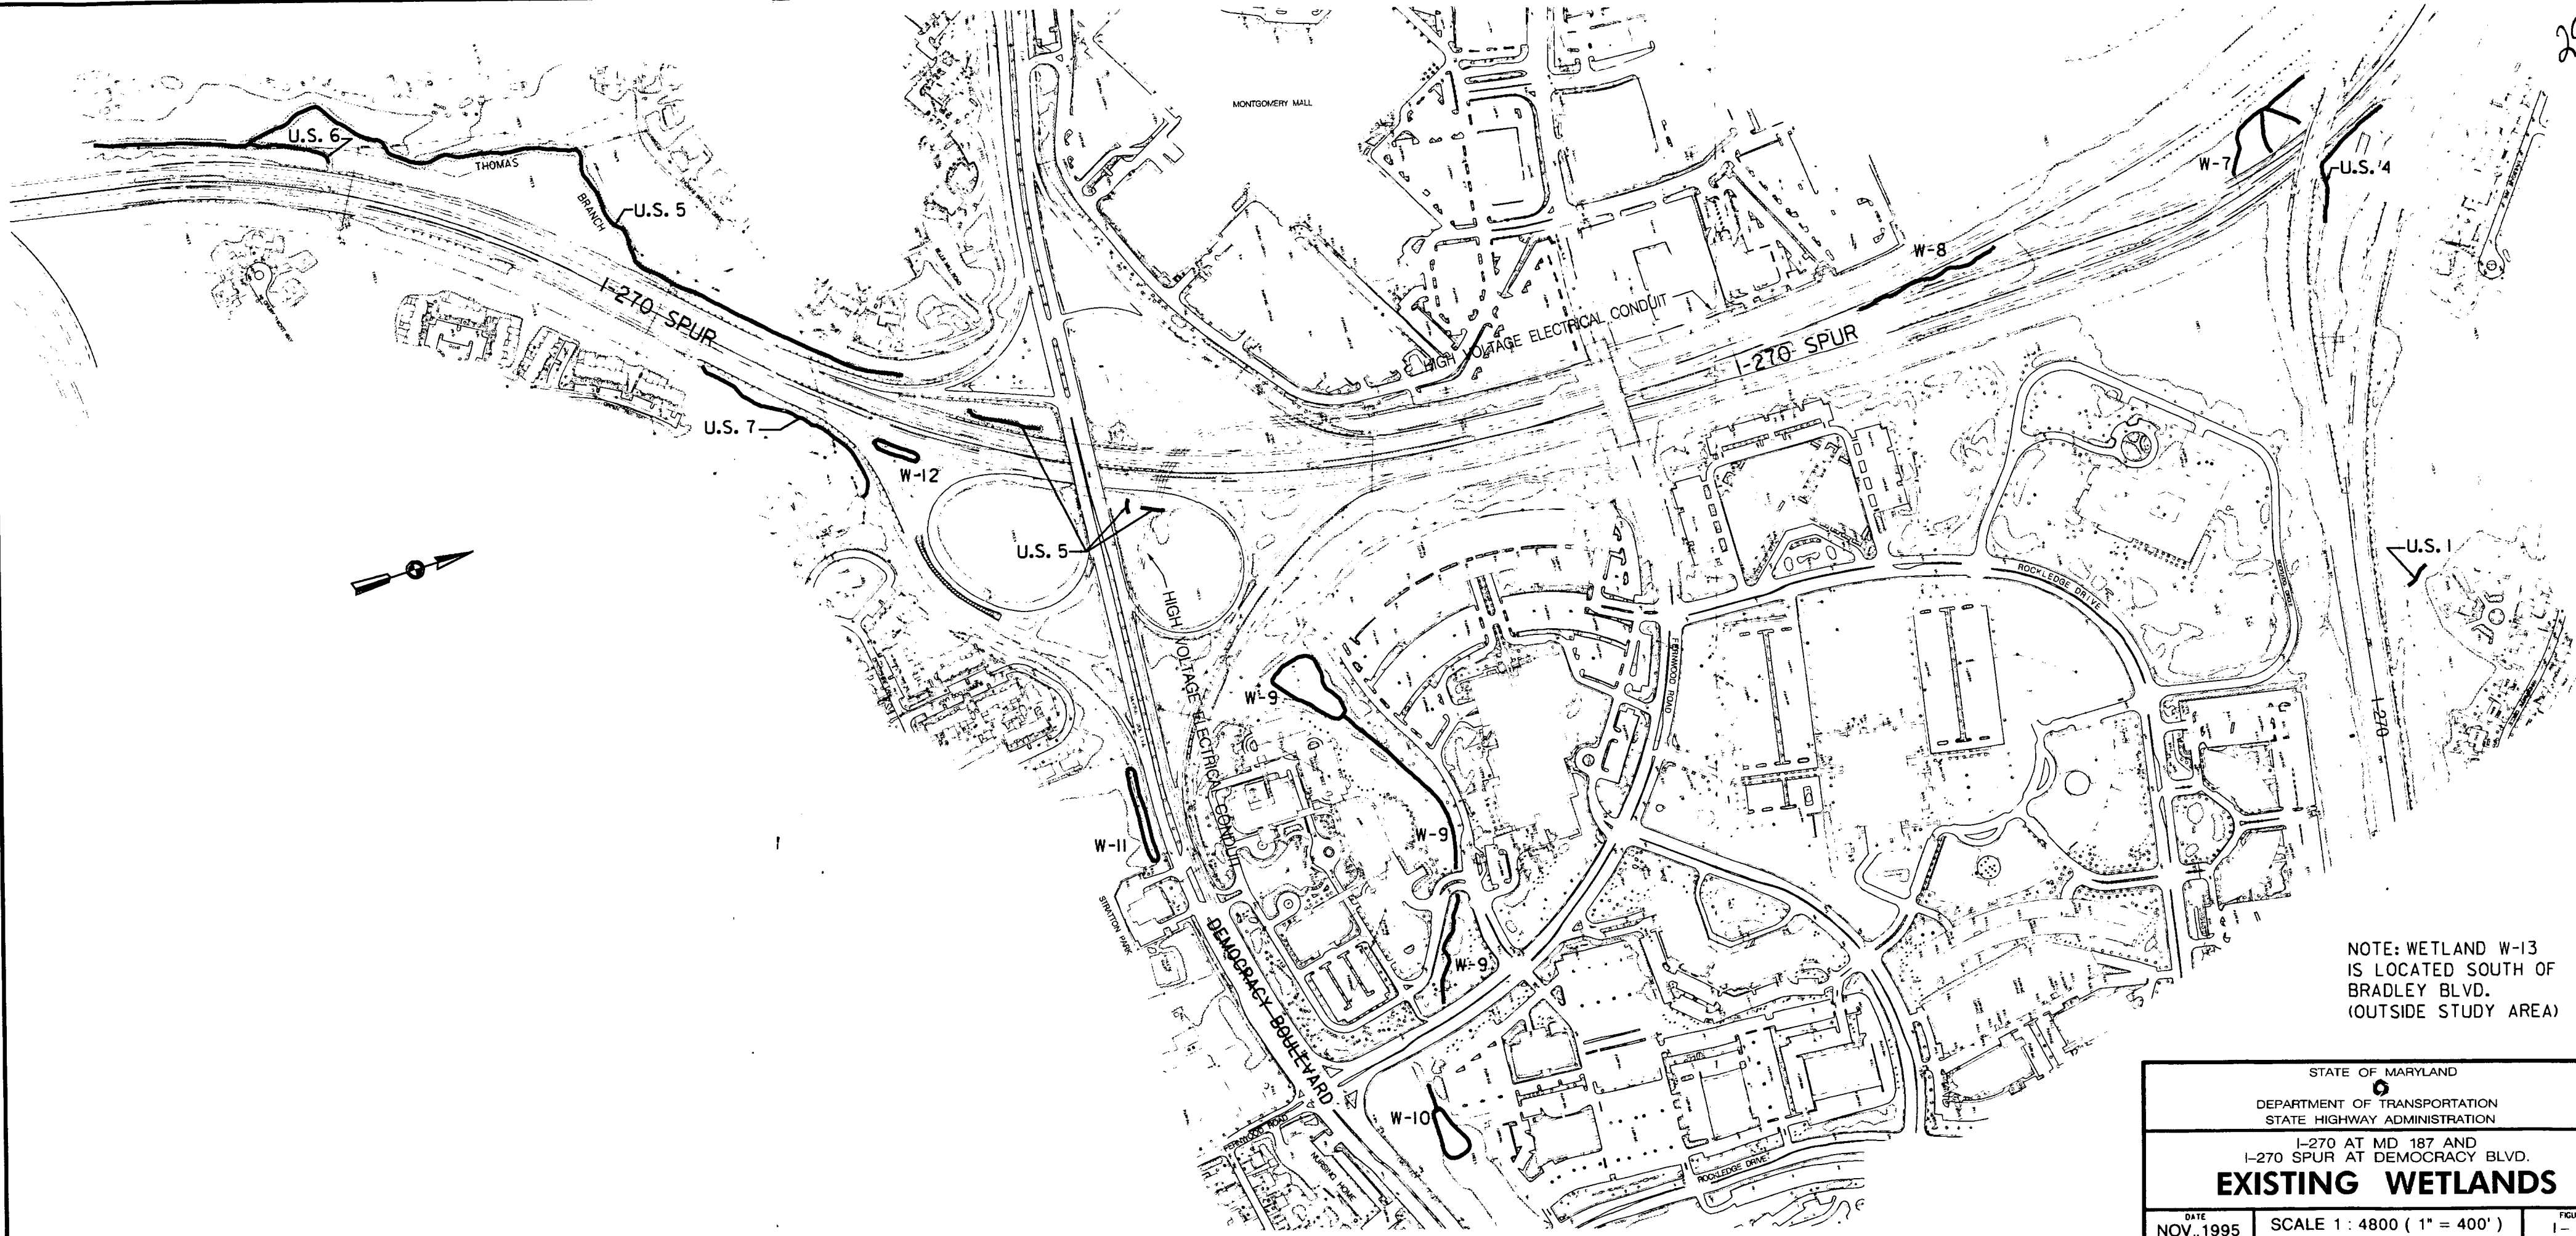 MONTGOMERY MALL
U.S. 6
THOMAS
BRANCH
U.S. 5
W-7
U.S. 4
W-8
I-270 SPUR
HIGH VOLTAGE ELECTRICAL CONDUIT
I-270 SPUR
U.S. 7
W-12
U.S. 5
U.S. 1
ROCKLEDGE DRIVE
HIGH VOLTAGE ELECTRICAL CONDUIT
FERNWOOD ROAD
W-9
I-270
W-9
W-11
STRATTON PARK
DEMOCRACY BOULEVARD
W-9
NOTE: WETLAND W-13
IS LOCATED SOUTH OF
BRADLEY BLVD.
(OUTSIDE STUDY AREA)
W-10
FERNWOOD ROAD
NURSING HOME
ROCKLEDGE DRIVE
STATE OF MARYLAND
DEPARTMENT OF TRANSPORTATION
STATE HIGHWAY ADMINISTRATION
I-270 AT MD 187 AND
I-270 SPUR AT DEMOCRACY BLVD.
EXISTING WETLANDS
DATE
NOV., 1995
SCALE 1 : 4800 ( 1" = 400' )